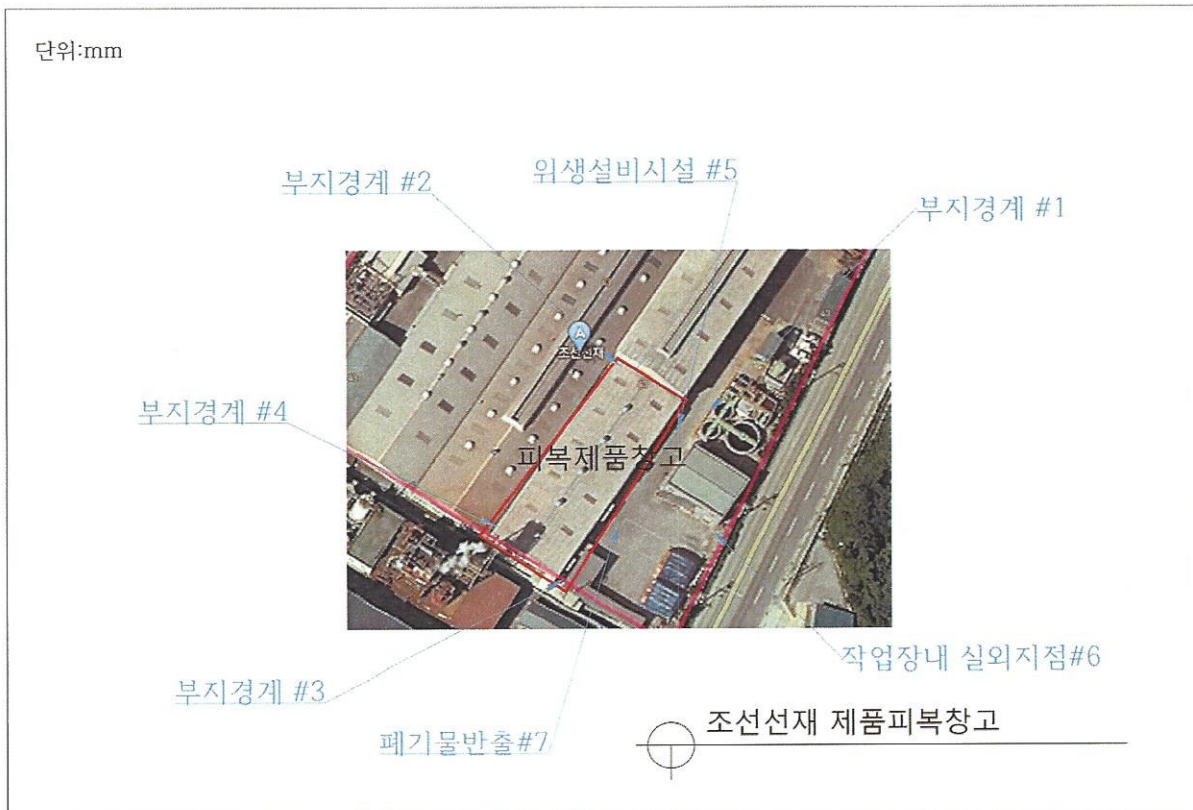 단위:mm
부지경계 #2
위생설비시설 #5
부지경계 #1
A
조선선재
부지경계 #4
피복제품창고
작업장내 실외지점#6
부지경계 #3
폐기물반출#7
조선선재 제품피복창고